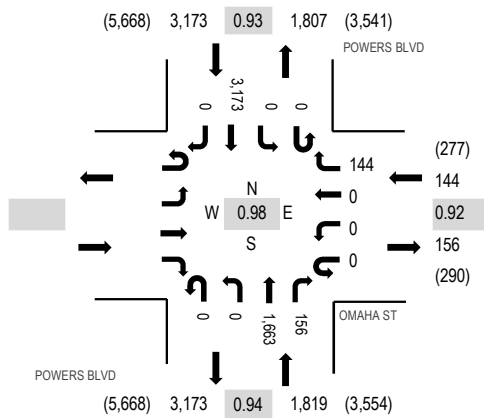 (5,668) 3,173 0.93 1,807 (3,541)
POWERS BLVD
0 3,173 0 0
(277)
144 144
N
0
W 0.98 E 0.92
0
S 156
0
(290)
0 0 1,663 156
OMAHA ST
POWERS BLVD
(5,668) 3,173 0.94 1,819 (3,554)